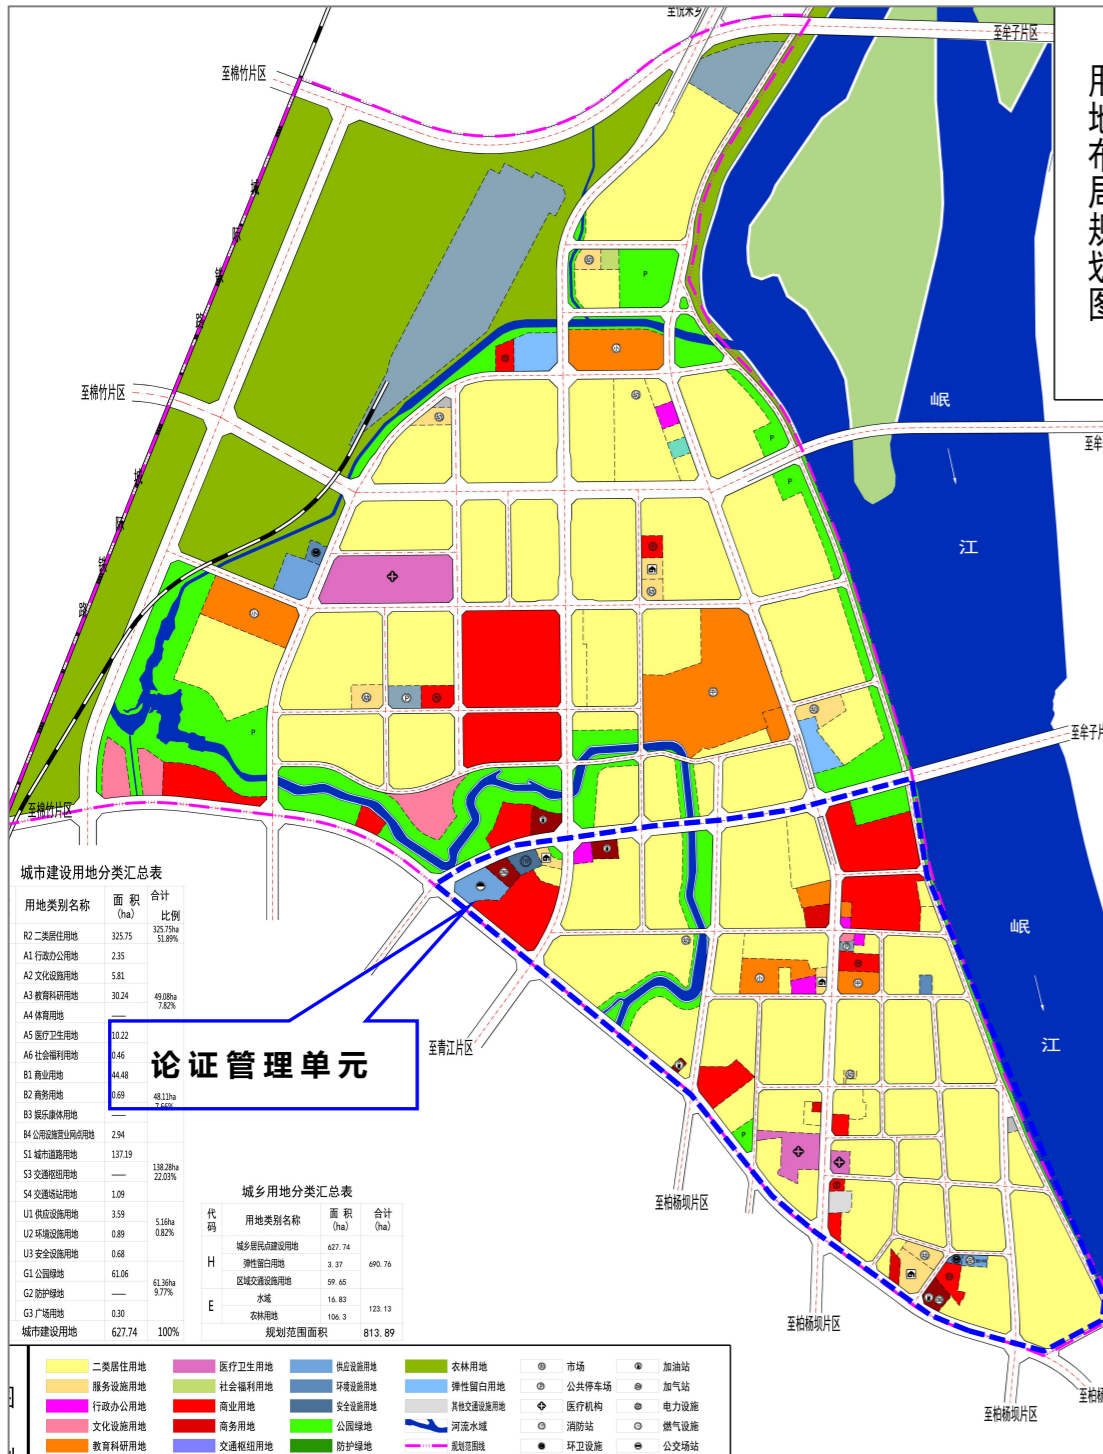 至悦来乡
至牟子片区
至棉竹片区
用地布局规划图
城际铁路
至棉竹片区
岷
江
至牟
城际铁路
至牟子片
至棉竹片区
岷
江
论证管理单元
至青江片区
至柏杨坝片区
至柏杨坝片区
至柏杨坝片区
至柏杨
城市建设用地分类汇总表
用地类别名称 面积(ha) 合计 比例
R2 二类居住用地 325.75 325.75ha 51.89%
A1 行政办公用地 2.35
A2 文化设施用地 5.81
A3 教育科研用地 30.24 49.08ha 7.82%
A4 体育用地 ——
A5 医疗卫生用地 10.22
A6 社会福利用地 0.46
B1 商业用地 44.48
B2 商务用地 0.69 48.11ha 7.66%
B3 娱乐康体用地 ——
B4 公用设施营业网点用地 2.94
S1 城市道路用地 137.19
S3 交通枢纽用地 —— 138.28ha 22.03%
S4 交通场站用地 1.09
U1 供应设施用地 3.59
U2 环境设施用地 0.89 5.16ha 0.82%
U3 安全设施用地 0.68
G1 公园绿地 61.06
G2 防护绿地 —— 61.36ha 9.77%
G3 广场用地 0.30
城市建设用地 627.74 100%
城乡用地分类汇总表
代码 用地类别名称 面积(ha) 合计(ha)
H 城乡居民点建设用地 627.74
弹性留白用地 3.37 690.76
区域交通设施用地 59.65
E 水域 16.83
农林用地 106.3 123.13
规划范围面积 813.89
二类居住用地 医疗卫生用地 供应设施用地 农林用地 市场 加油站
服务设施用地 社会福利用地 环境设施用地 弹性留白用地 公共停车场 加气站
行政办公用地 商业用地 安全设施用地 其他交通设施用地 医疗机构 电力设施
文化设施用地 商务用地 公园绿地 河流水域 消防站 燃气设施
教育科研用地 交通枢纽用地 防护绿地 规划范围线 环卫设施 公交场站